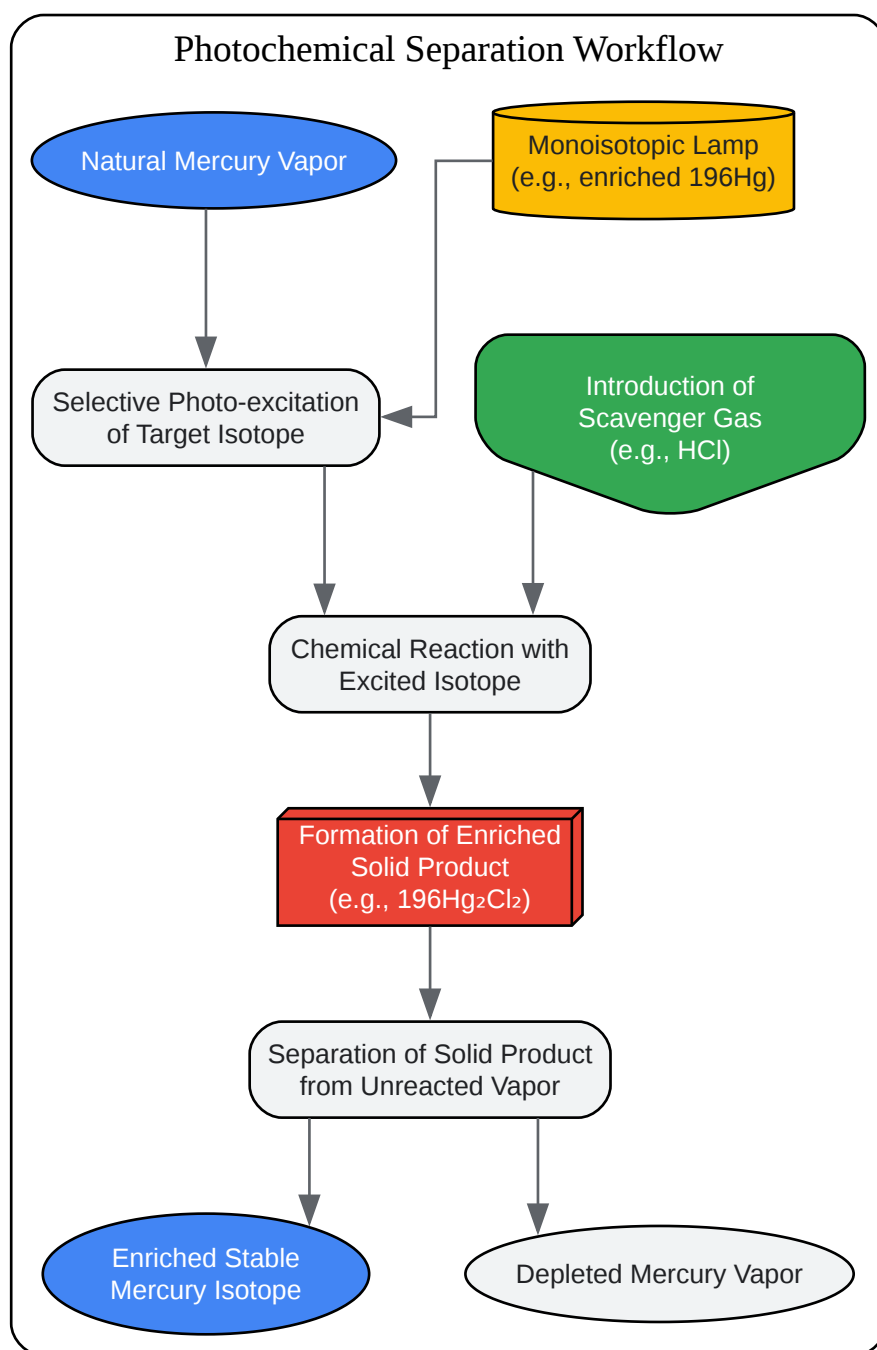 Photochemical Separation Workflow
Natural Mercury Vapor
Monoisotopic Lamp
(e.g., enriched 196Hg)
Selective Photo-excitation
of Target Isotope
Introduction of
Scavenger Gas
(e.g., HCl)
Chemical Reaction with
Excited Isotope
Formation of Enriched
Solid Product
(e.g., 196Hg₂Cl₂)
Separation of Solid Product
from Unreacted Vapor
Enriched Stable
Mercury Isotope
Depleted Mercury Vapor